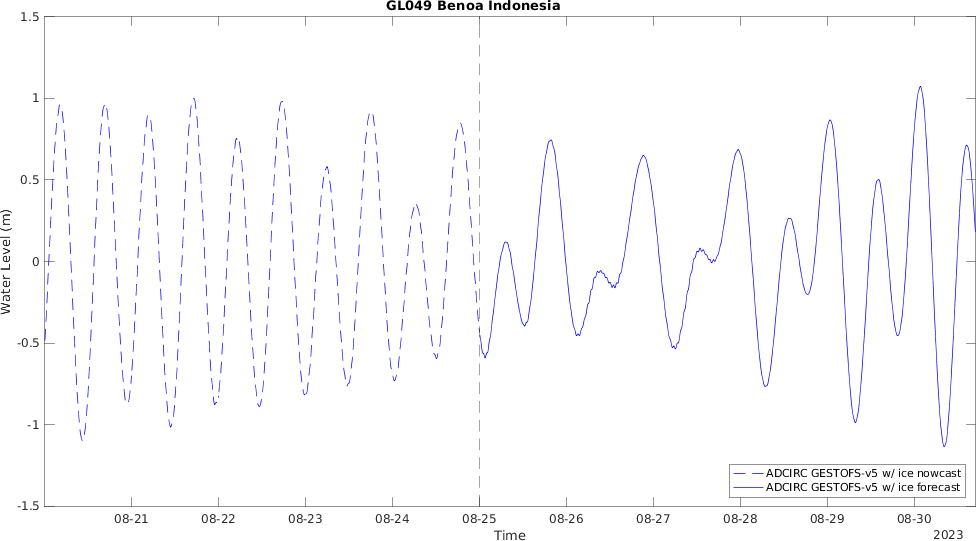 GL049 Benoa Indonesia
1.5
1
0.5
0
-0.5
-1
-1.5
Water Level (m)
08-21 08-22 08-23 08-24 08-25 08-26 08-27 08-28 08-29 08-30
Time
2023
ADCIRC GESTOFS-v5 w/ ice nowcast
ADCIRC GESTOFS-v5 w/ ice forecast